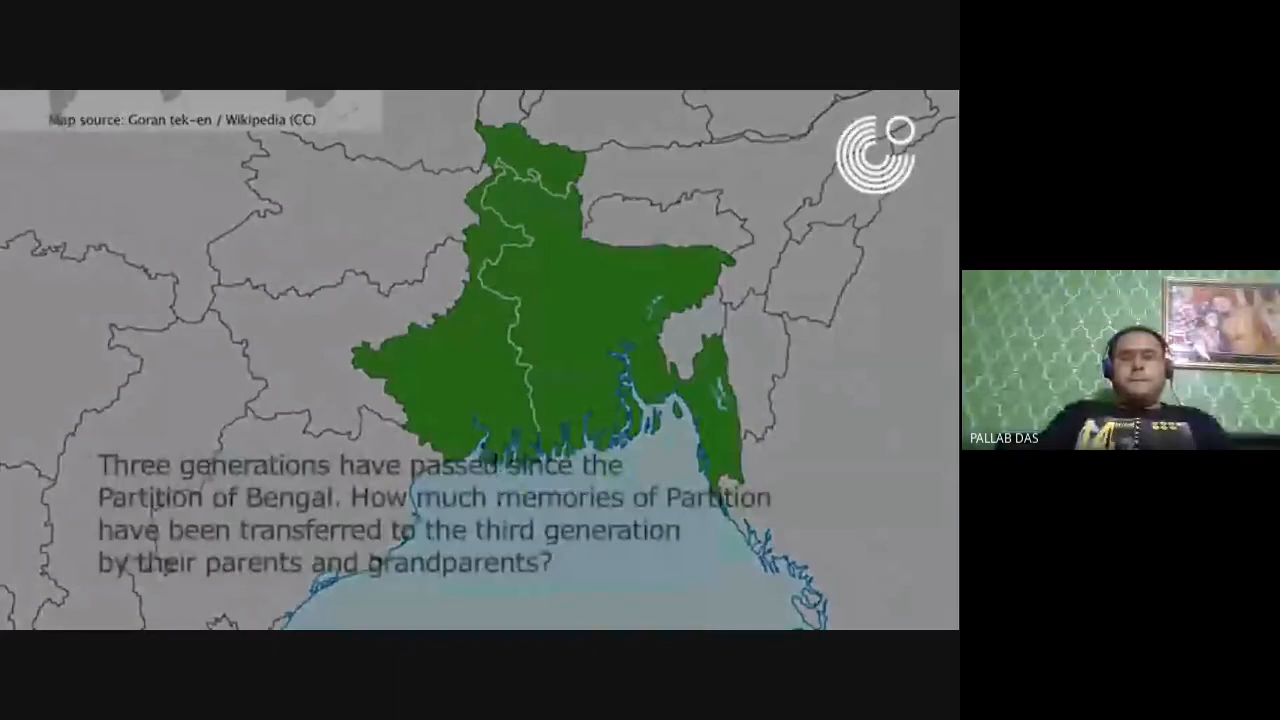 Map source: Goran tek-en / Wikipedia (CC)
Three generations have passed since the
Partition of Bengal. How much memories of Partition
have been transferred to the third generation
by their parents and grandparents?
PALLAB DAS